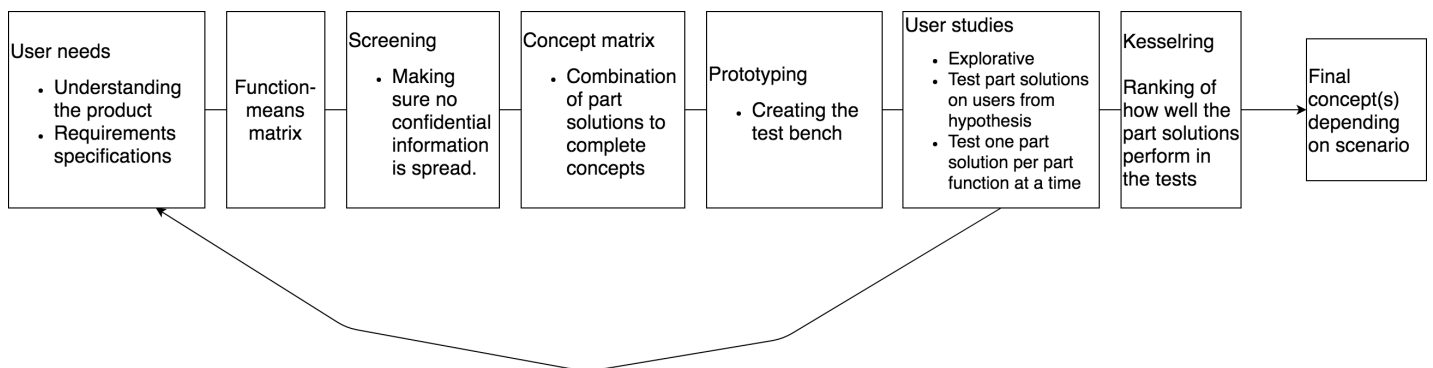 User needs
• Understanding
the product
• Requirements
specifications
Function-
means
matrix
Screening
• Making
sure no
confidential
information
is spread.
Concept matrix
• Combination
of part
solutions to
complete
concepts
Prototyping
• Creating the
test bench
User studies
• Explorative
• Test part solutions
on users from
hypothesis
• Test one part
solution per part
function at a time
Kesselring
Ranking of
how well the
part solutions
perform in
the tests
Final
concept(s)
depending
on scenario